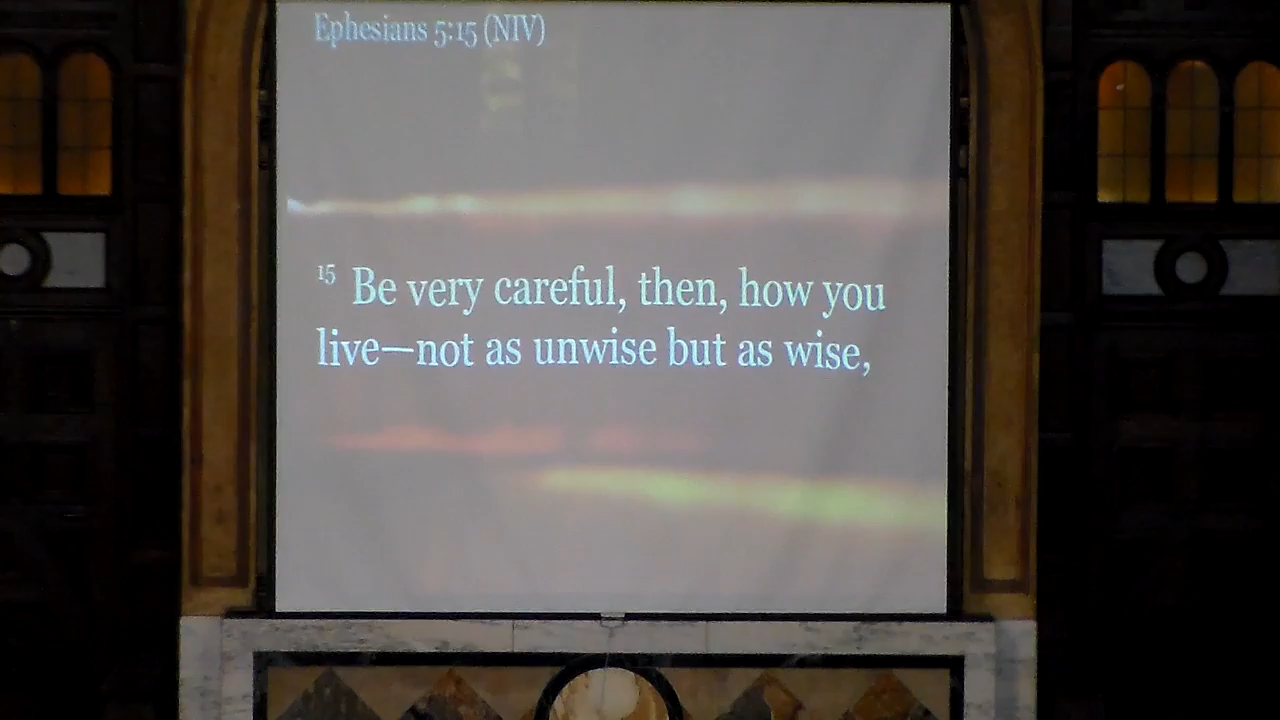 Ephesians 5:15 (NIV)
15 Be very careful, then, how you
live—not as unwise but as wise,